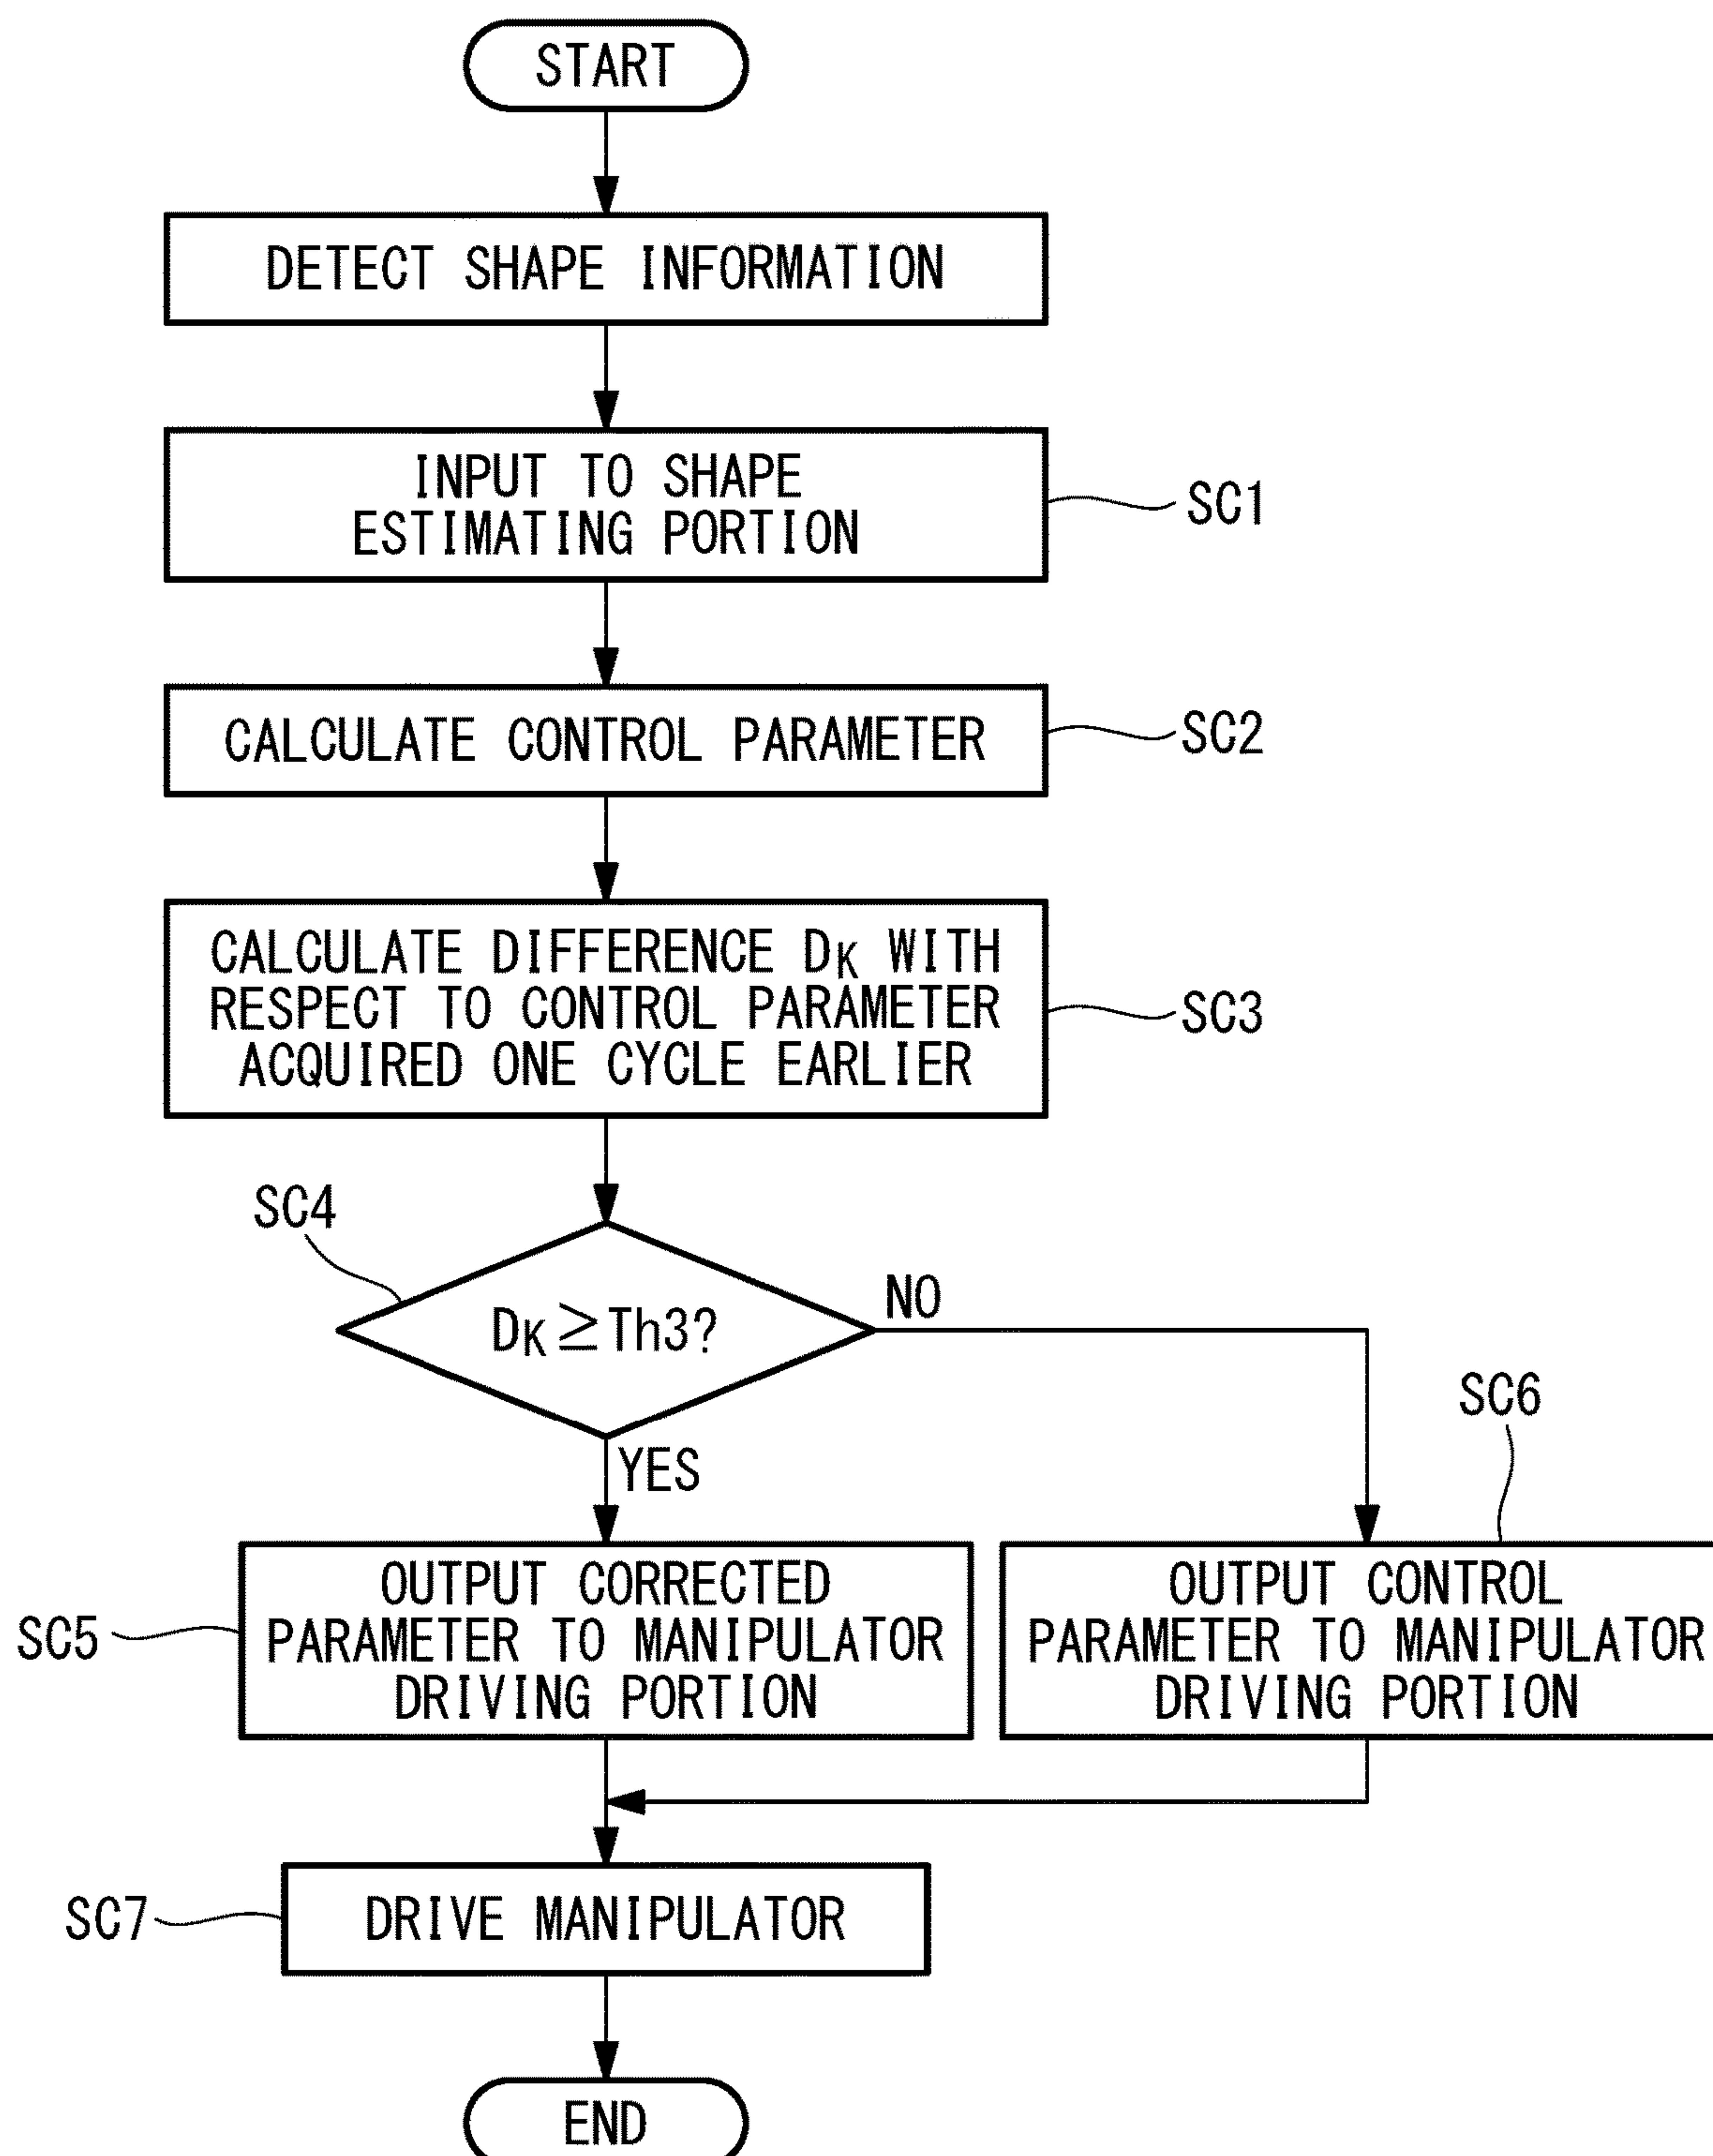 START
DETECT SHAPE INFORMATION
INPUT TO SHAPE
ESTIMATING PORTION
SC1
CALCULATE CONTROL PARAMETER
SC2
CALCULATE DIFFERENCE DK WITH
RESPECT TO CONTROL PARAMETER
ACQUIRED ONE CYCLE EARLIER
SC3
SC4
DK≧Th3?
NO
YES
SC6
OUTPUT CORRECTED
PARAMETER TO MANIPULATOR
DRIVING PORTION
SC5
OUTPUT CONTROL
PARAMETER TO MANIPULATOR
DRIVING PORTION
SC7
DRIVE MANIPULATOR
END